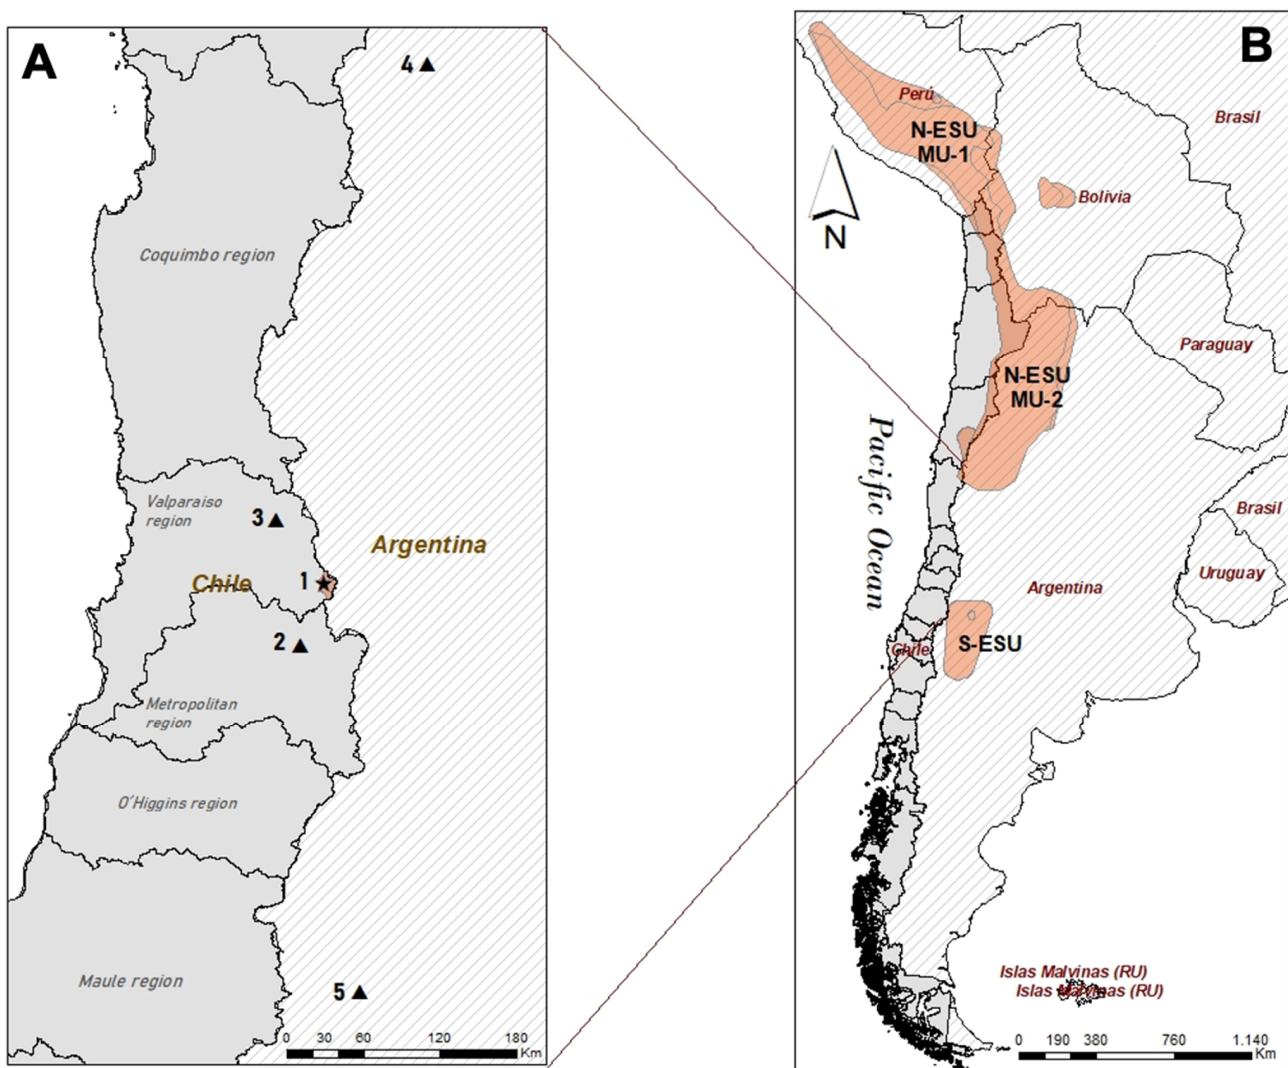 A
4
Coquimbo region
Valparaiso
region
3
Argentina
1
Chile
2
Metropolitan
region
O´Higgins region
Maule region
5
0 30 60 120 180
Km
B
Perú
Brasil
N-ESU
MU-1
Bolivia
N
Paraguay
N-ESU
MU-2
Pacific Ocean
Brasil
Uruguay
Argentina
S-ESU
Chile
Islas Malvinas (RU)
Islas Malvinas (RU)
0 190 380 760 1.140
Km